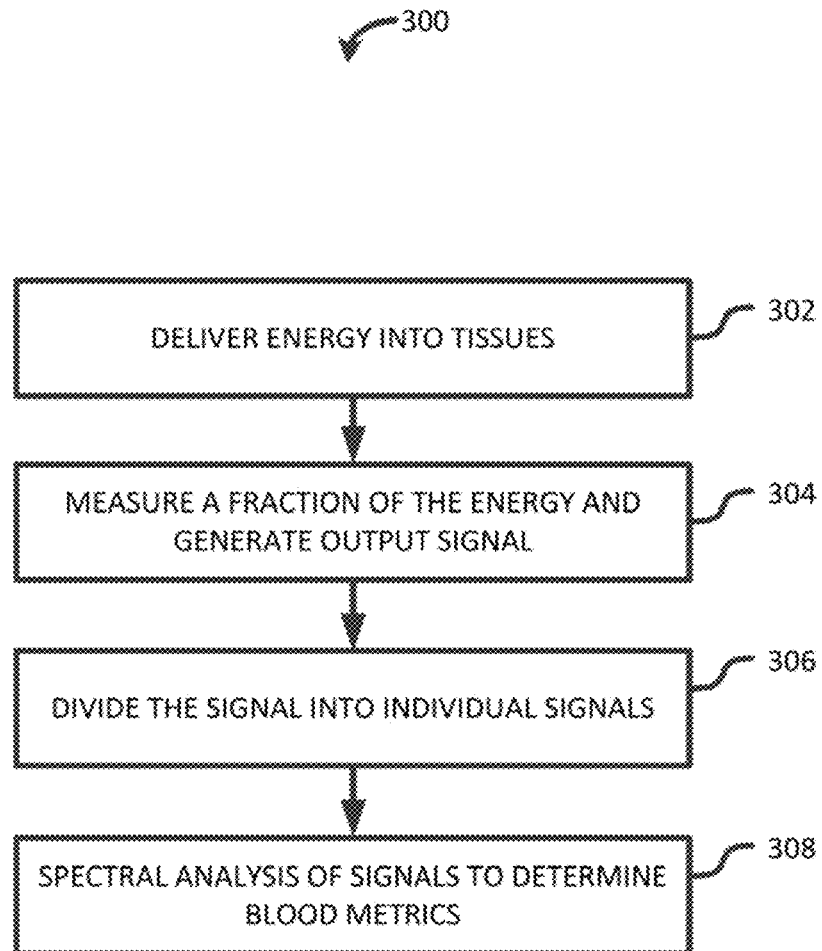 300
DELIVER ENERGY INTO TISSUES
302
MEASURE A FRACTION OF THE ENERGY AND
GENERATE OUTPUT SIGNAL
304
DIVIDE THE SIGNAL INTO INDIVIDUAL SIGNALS
306
SPECTRAL ANALYSIS OF SIGNALS TO DETERMINE
BLOOD METRICS
308